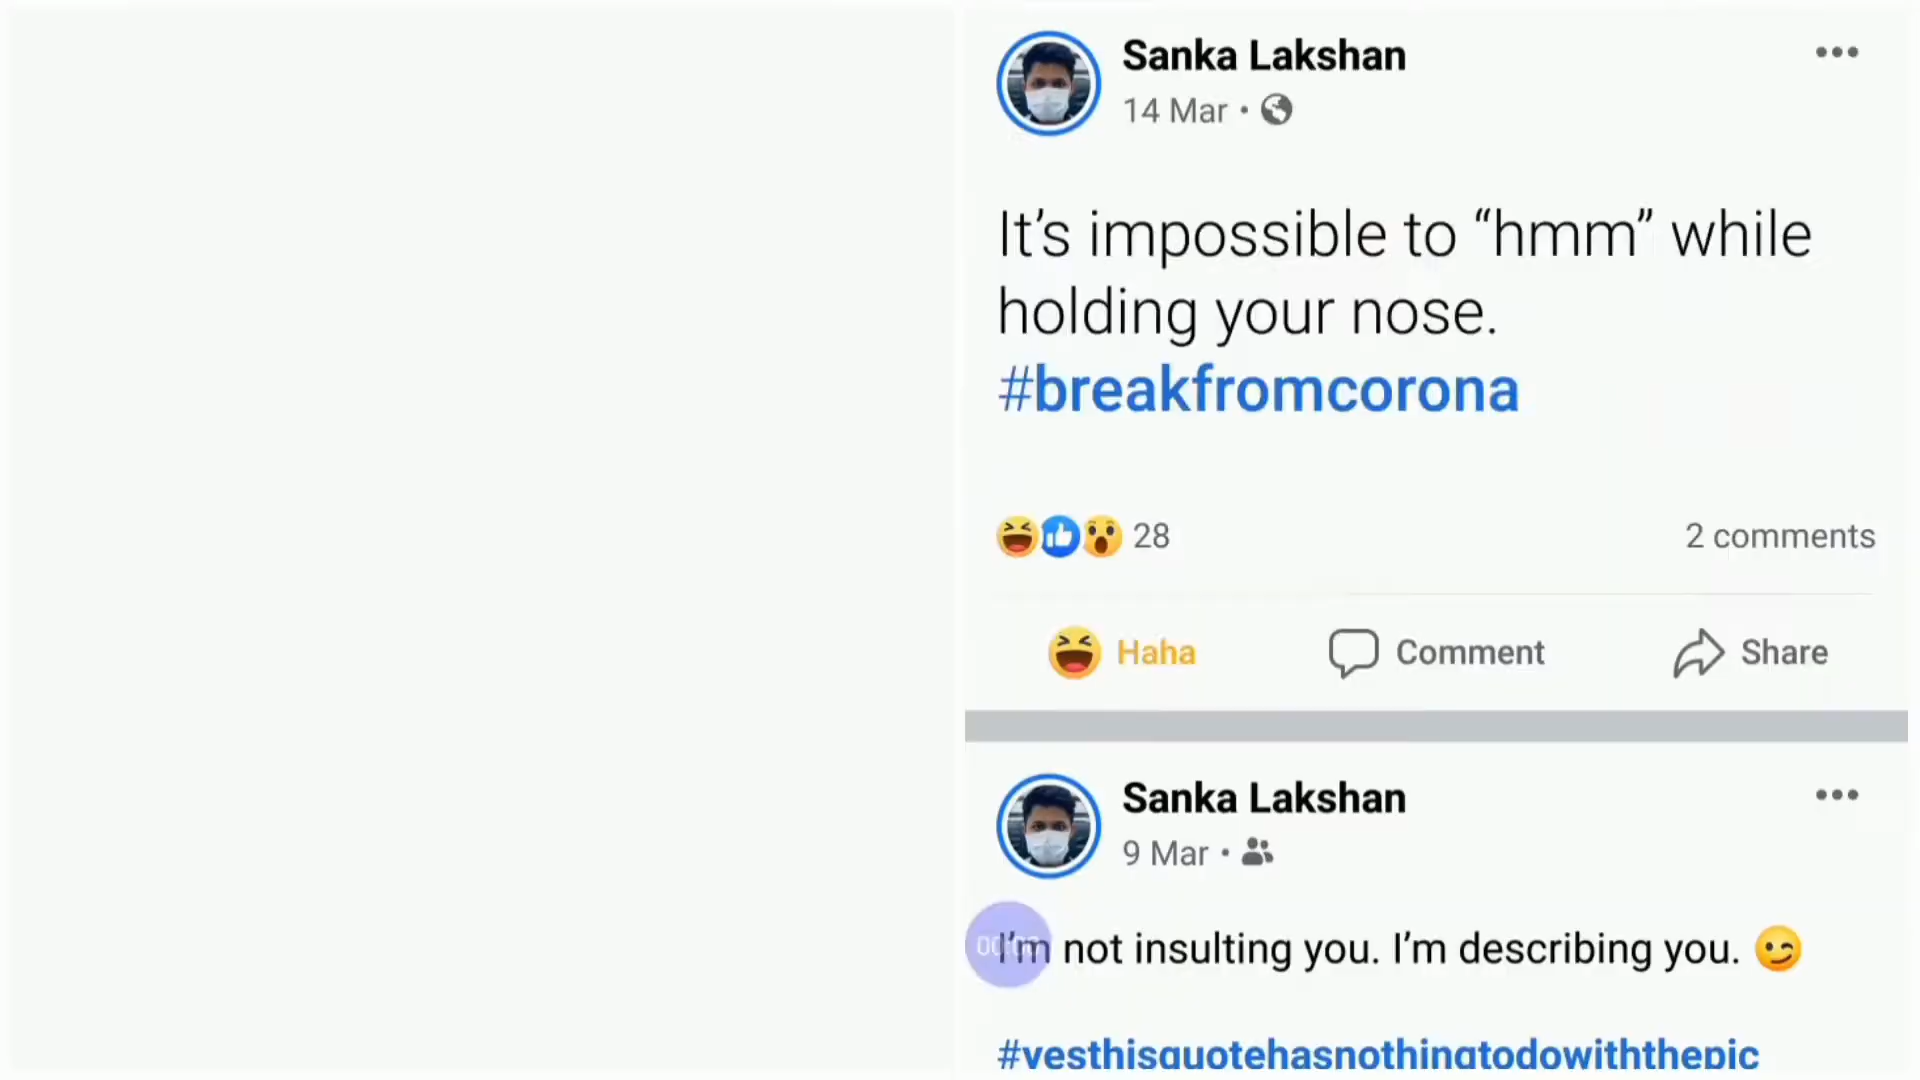 Sanka Lakshan
14 Mar •
It's impossible to “hmm” while
holding your nose.
#breakfromcorona
28
2 comments
Haha
Comment
Share
Sanka Lakshan
9 Mar •
I'm not insulting you. I'm describing you. 😉
#yesthisquotehasnothingtodowiththepic